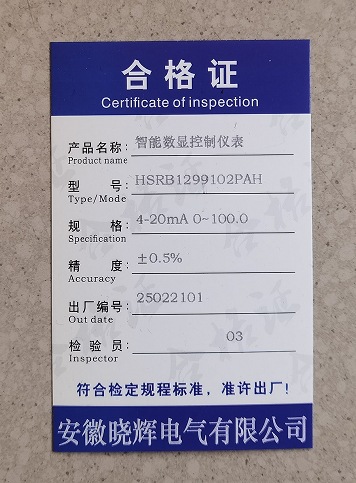 合格证
Certificate of inspection
产品名称: 智能数显控制仪表
Product name
型 号: HSRB1299102PAH
Type/Mode
规 格: 4-20mA 0~100.0
Specification
精 度: ±0.5%
Accuracy
出厂编号: 25022101
Out date
检 验 员: 03
Inspector
符合检定规程标准，准许出厂!
安徽晓辉电气有限公司